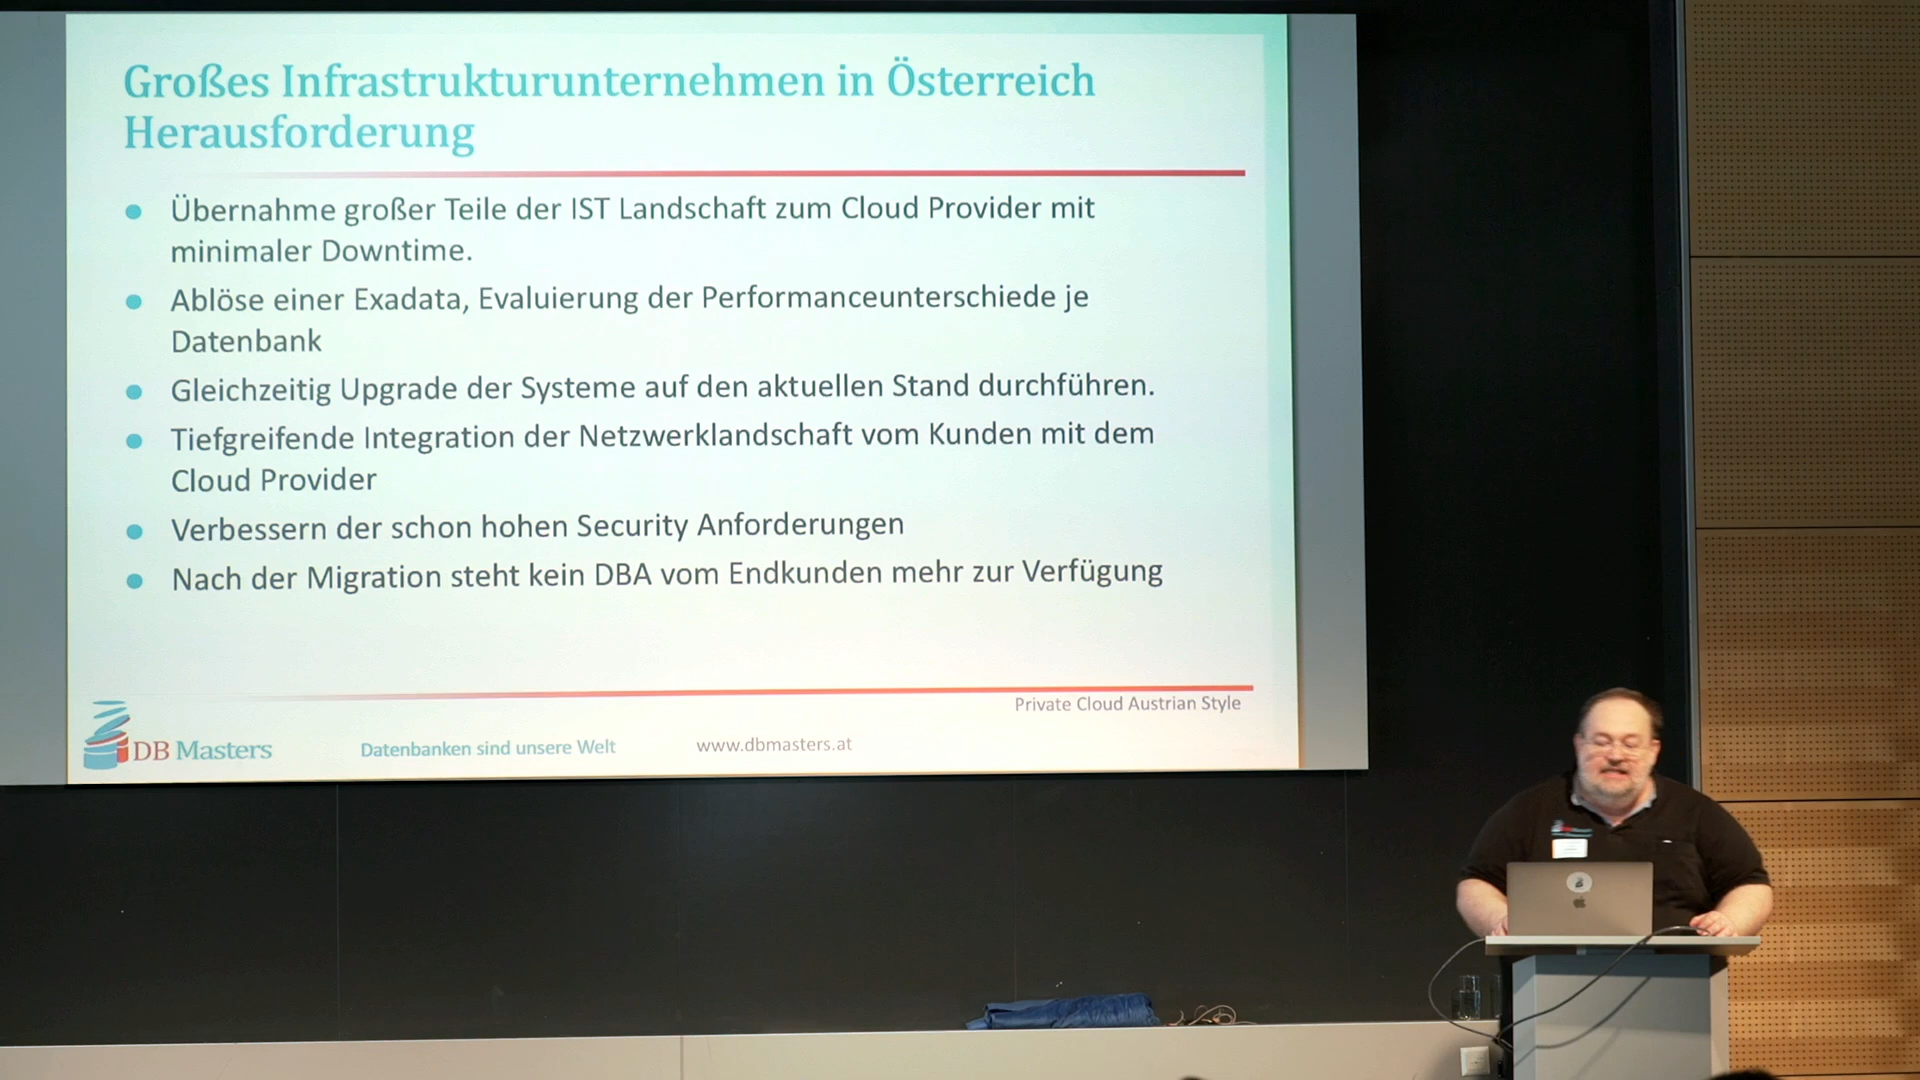 Großes Infrastrukturunternehmen in Österreich
Herausforderung
Übernahme großer Teile der IST Landschaft zum Cloud Provider mit
minimaler Downtime.
Ablöse einer Exadata, Evaluierung der Performanceunterschiede je
Datenbank
Gleichzeitig Upgrade der Systeme auf den aktuellen Stand durchführen.
Tiefgreifende Integration der Netzwerklandschaft vom Kunden mit dem
Cloud Provider
Verbessern der schon hohen Security Anforderungen
Nach der Migration steht kein DBA vom Endkunden mehr zur Verfügung
Private Cloud Austrian Style
DB Masters
Datenbanken sind unsere Welt
www.dbmasters.at